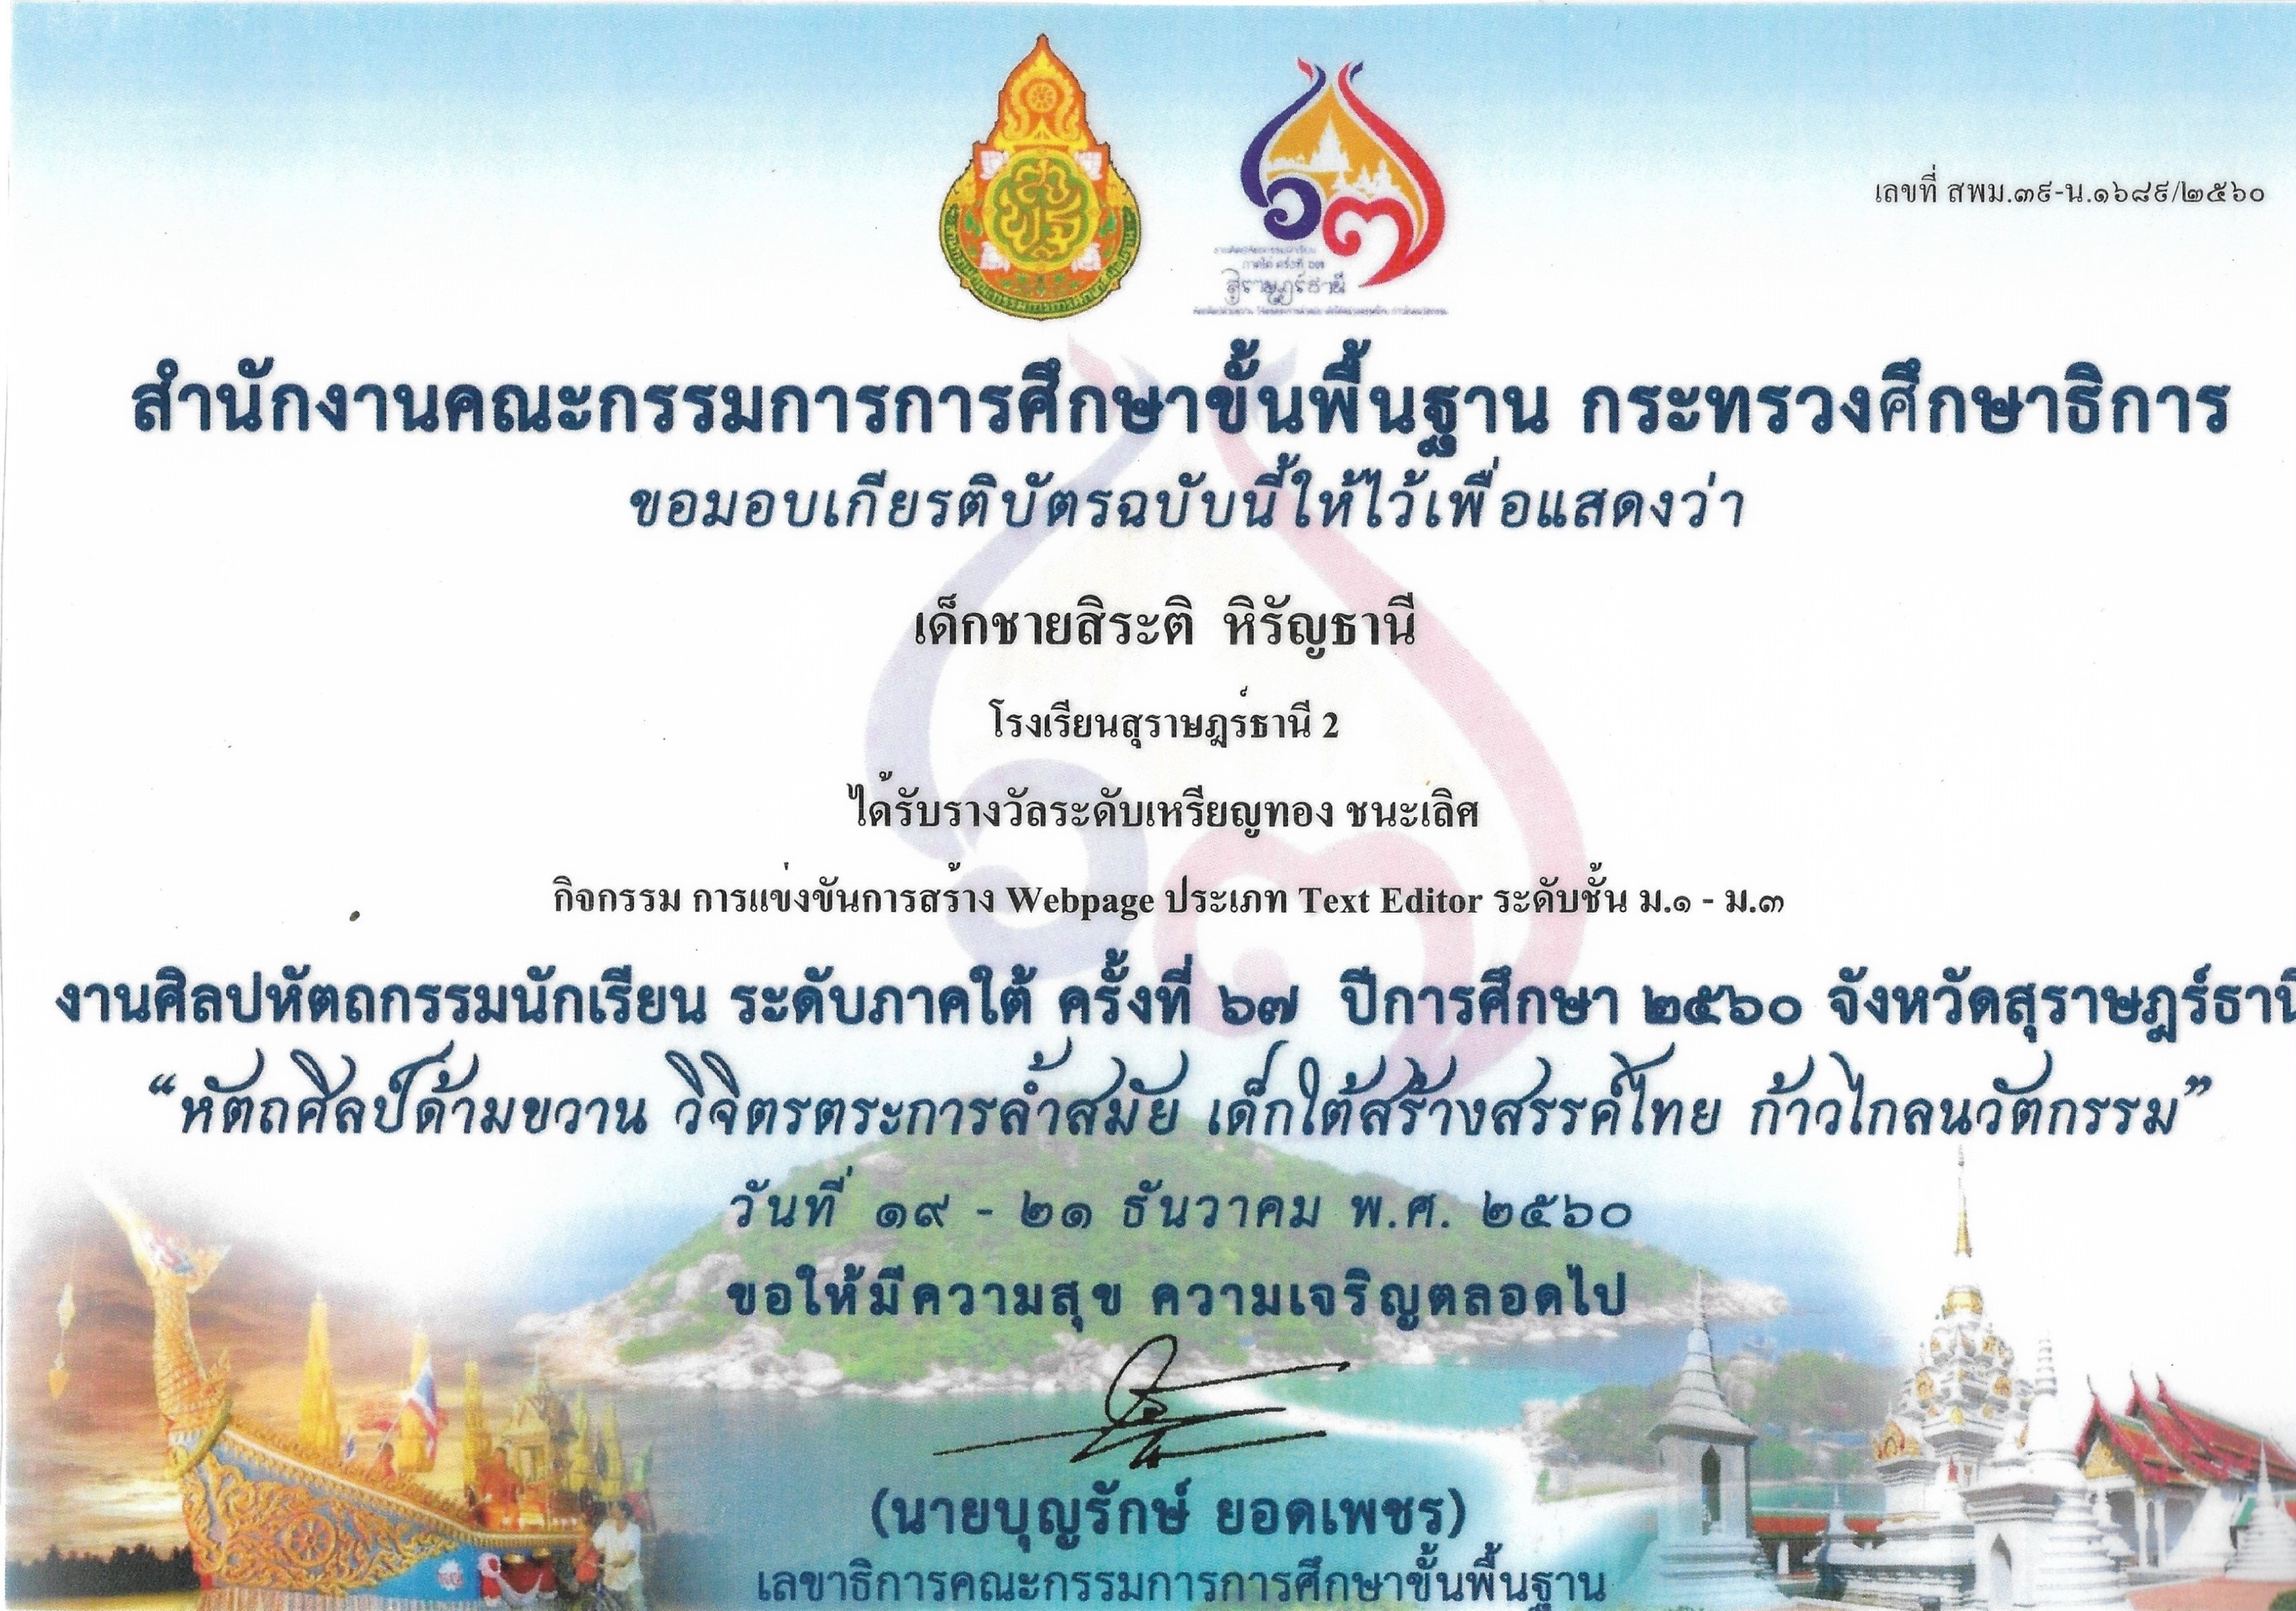 เลขที่ สพม.๓๙-น.๑๖๘๙/๒๕๖๐
๖๓
สุราษฎร์ธานี
สำนักงานคณะกรรมการการศึกษาขั้นพื้นฐาน กระทรวงศึกษาธิการ
ขอมอบเกียรติบัตรฉบับนี้ให้ไว้เพื่อแสดงว่า
เด็กชายสิระติ หิรัญธานี
โรงเรียนสุราษฎร์ธานี 2
ได้รับรางวัลระดับเหรียญทอง ชนะเลิศ
กิจกรรม การแข่งขันการสร้าง Webpage ประเภท Text Editor ระดับชั้น ม.๑ - ม.๓
งานศิลปหัตถกรรมนักเรียน ระดับภาคใต้ ครั้งที่ ๖๗ ปีการศึกษา ๒๕๖๐ จังหวัดสุราษฎร์ธานี
“หัตถศิลป์ด้ามขวาน วิจิตรตระการล้ำสมัย เด็กใต้สร้างสรรค์ไทย ก้าวไกลนวัตกรรม”
วันที่ ๑๙ - ๒๑ ธันวาคม พ.ศ. ๒๕๖๐
ขอให้มีความสุข ความเจริญตลอดไป
(นายบุญรักษ์ ยอดเพชร)
เลขาธิการคณะกรรมการการศึกษาขั้นพื้นฐาน